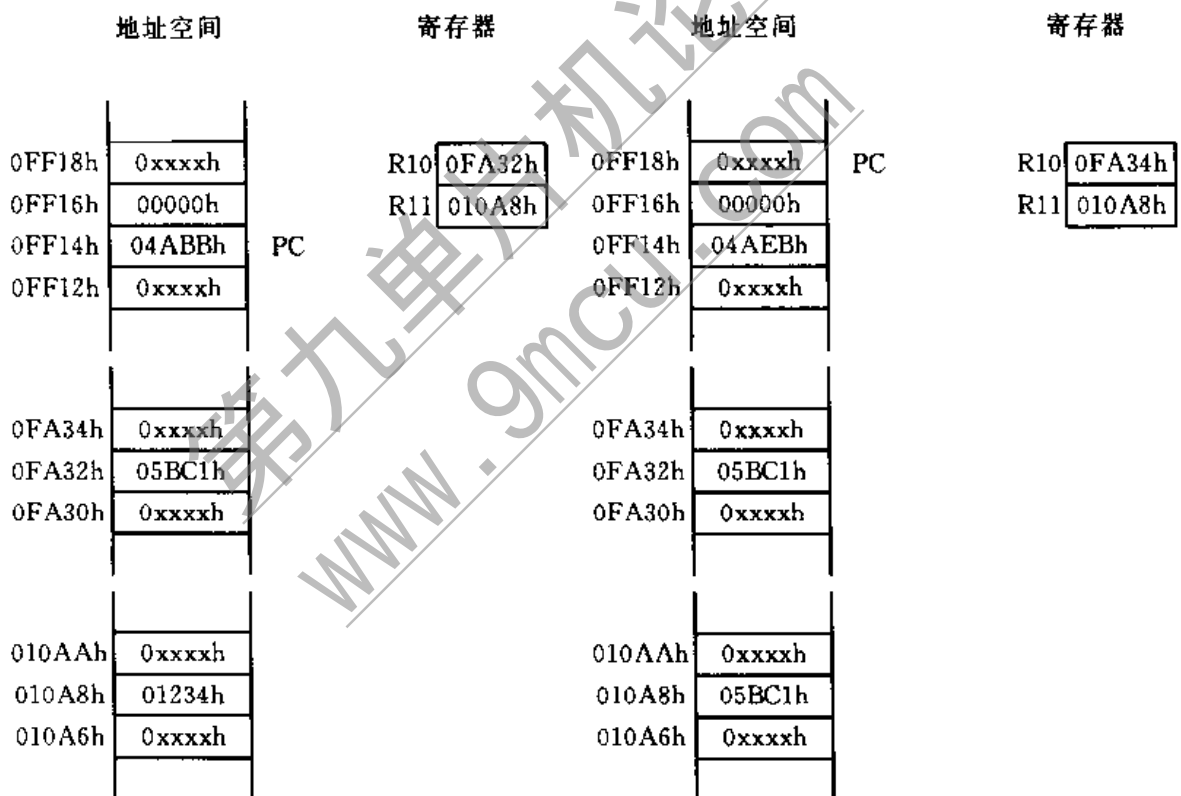 地址空间 寄存器 地址空间 寄存器
0FF18h 0xxxxh R10 0FA32h 0FF18h 0xxxxh PC R10 0FA34h
0FF16h 00000h R11 010A8h 0FF16h 00000h R11 010A8h
0FF14h 04ABBh PC 0FF14h 04AEBh
0FF12h 0xxxxh 0FF12h 0xxxxh
0FA34h 0xxxxh 0FA34h 0xxxxh
0FA32h 05BC1h 0FA32h 05BC1h
0FA30h 0xxxxh 0FA30h 0xxxxh
010AAh 0xxxxh 010AAh 0xxxxh
010A8h 01234h 010A8h 05BC1h
010A6h 0xxxxh 010A6h 0xxxxh
第九单片机论
www.9mcu.com